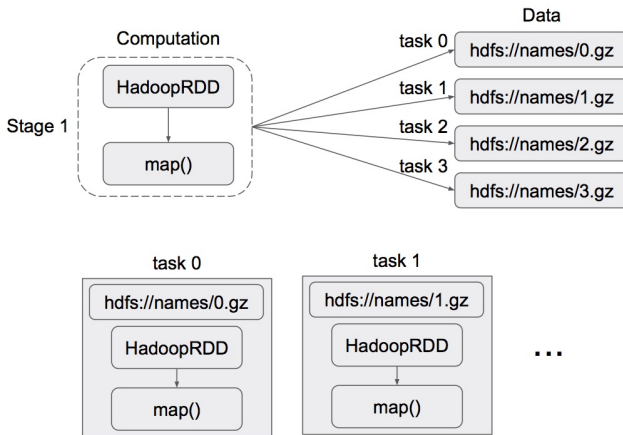 Data
Computation
task 0
hdfs://names/0.gz
HadoopRDD
task 1
hdfs://names/1.gz
Stage 1
task 2
hdfs://names/2.gz
map()
task 3
hdfs://names/3.gz
task 0
task 1
hdfs://names/0.gz
hdfs://names/1.gz
HadoopRDD
HadoopRDD
...
map()
map()